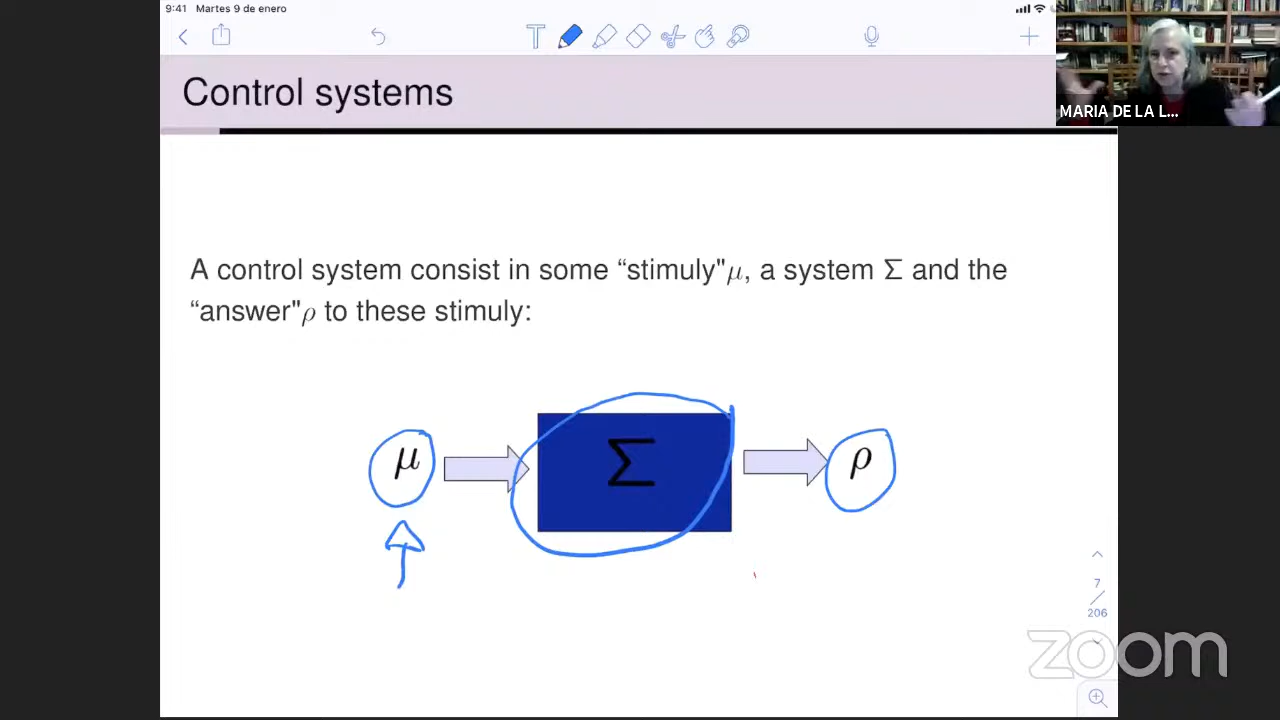 9:41 Martes 9 de enero
Control systems
MARIA DE LA L...
A control system consist in some “stimuly"μ, a system Σ and the
“answer"ρ to these stimuly:
μ Σ ρ
7
/
206
zoom